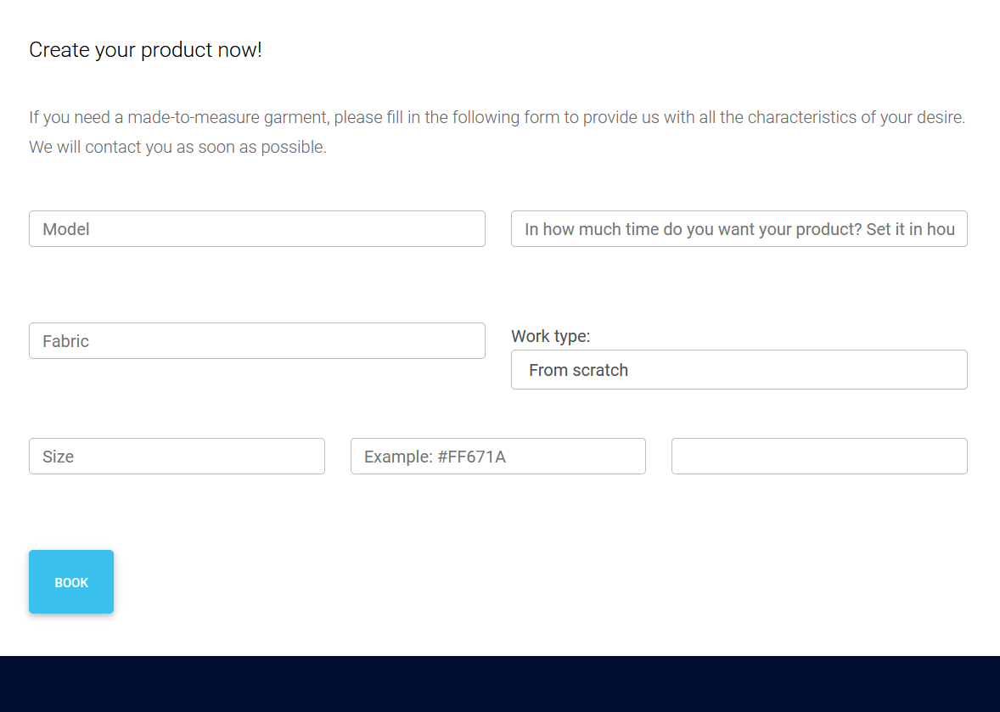 Create your product now!
If you need a made-to-measure garment, please fill in the following form to provide us with all the characteristics of your desire.
We will contact you as soon as possible.
Model
In how much time do you want your product? Set it in hou
Fabric
Work type:
From scratch
Size
Example: #FF671A
BOOK